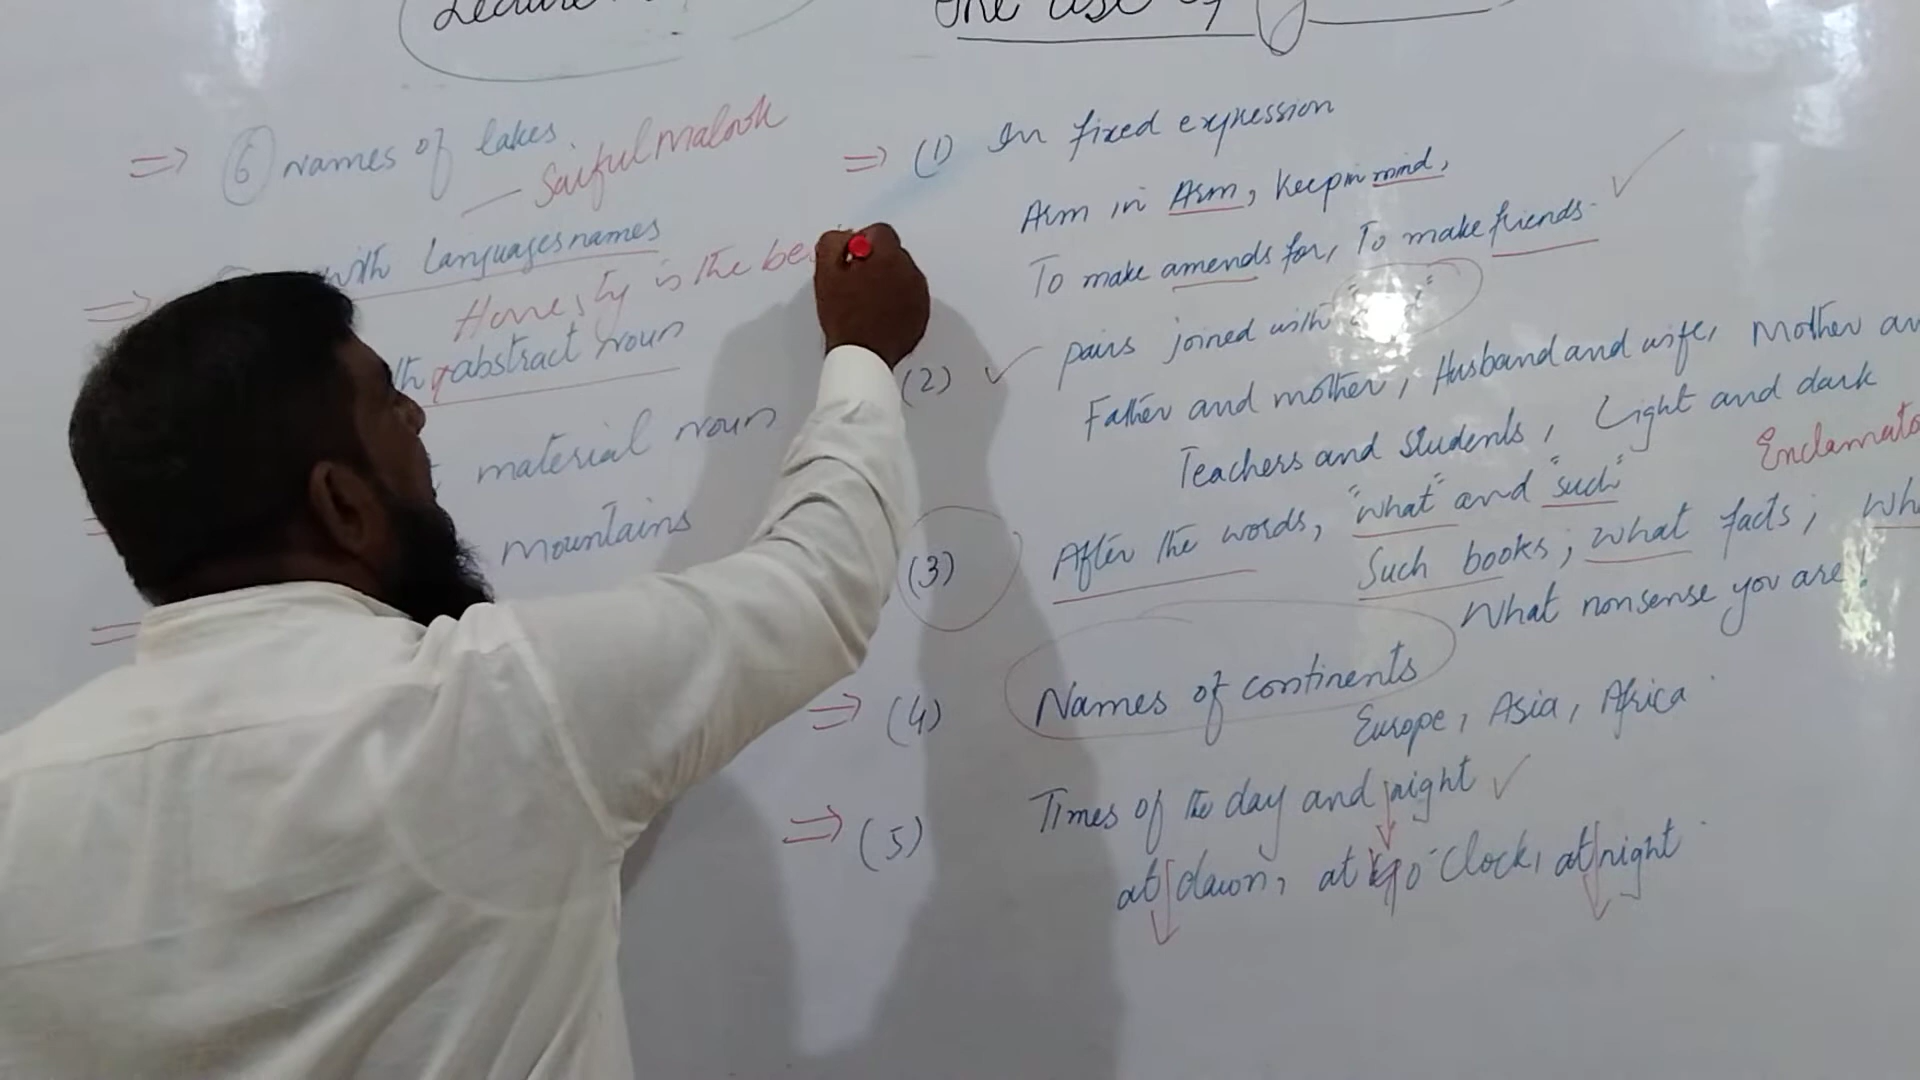 Lecture
The use of
⇒ (6) names of lakes
— Saiful Malook
with languages names
Honesty is the be
abstract noun
material noun
Mountains
⇒ (1) In fixed expression
Arm in Arm, Keep in mind,
To make amends for, To make friends.
(2) ✓ pairs joined with
Father and mother, Husband and wife, Mother an
Teachers and students, Light and dark
Enclamato
(3) After the words, "what" and "such"
Such books; what facts; Wh
What nonsense you are!
⇒ (4) Names of continents
Europe, Asia, Africa
⇒ (5) Times of the day and night ✓
at dawn, at o'clock, at night